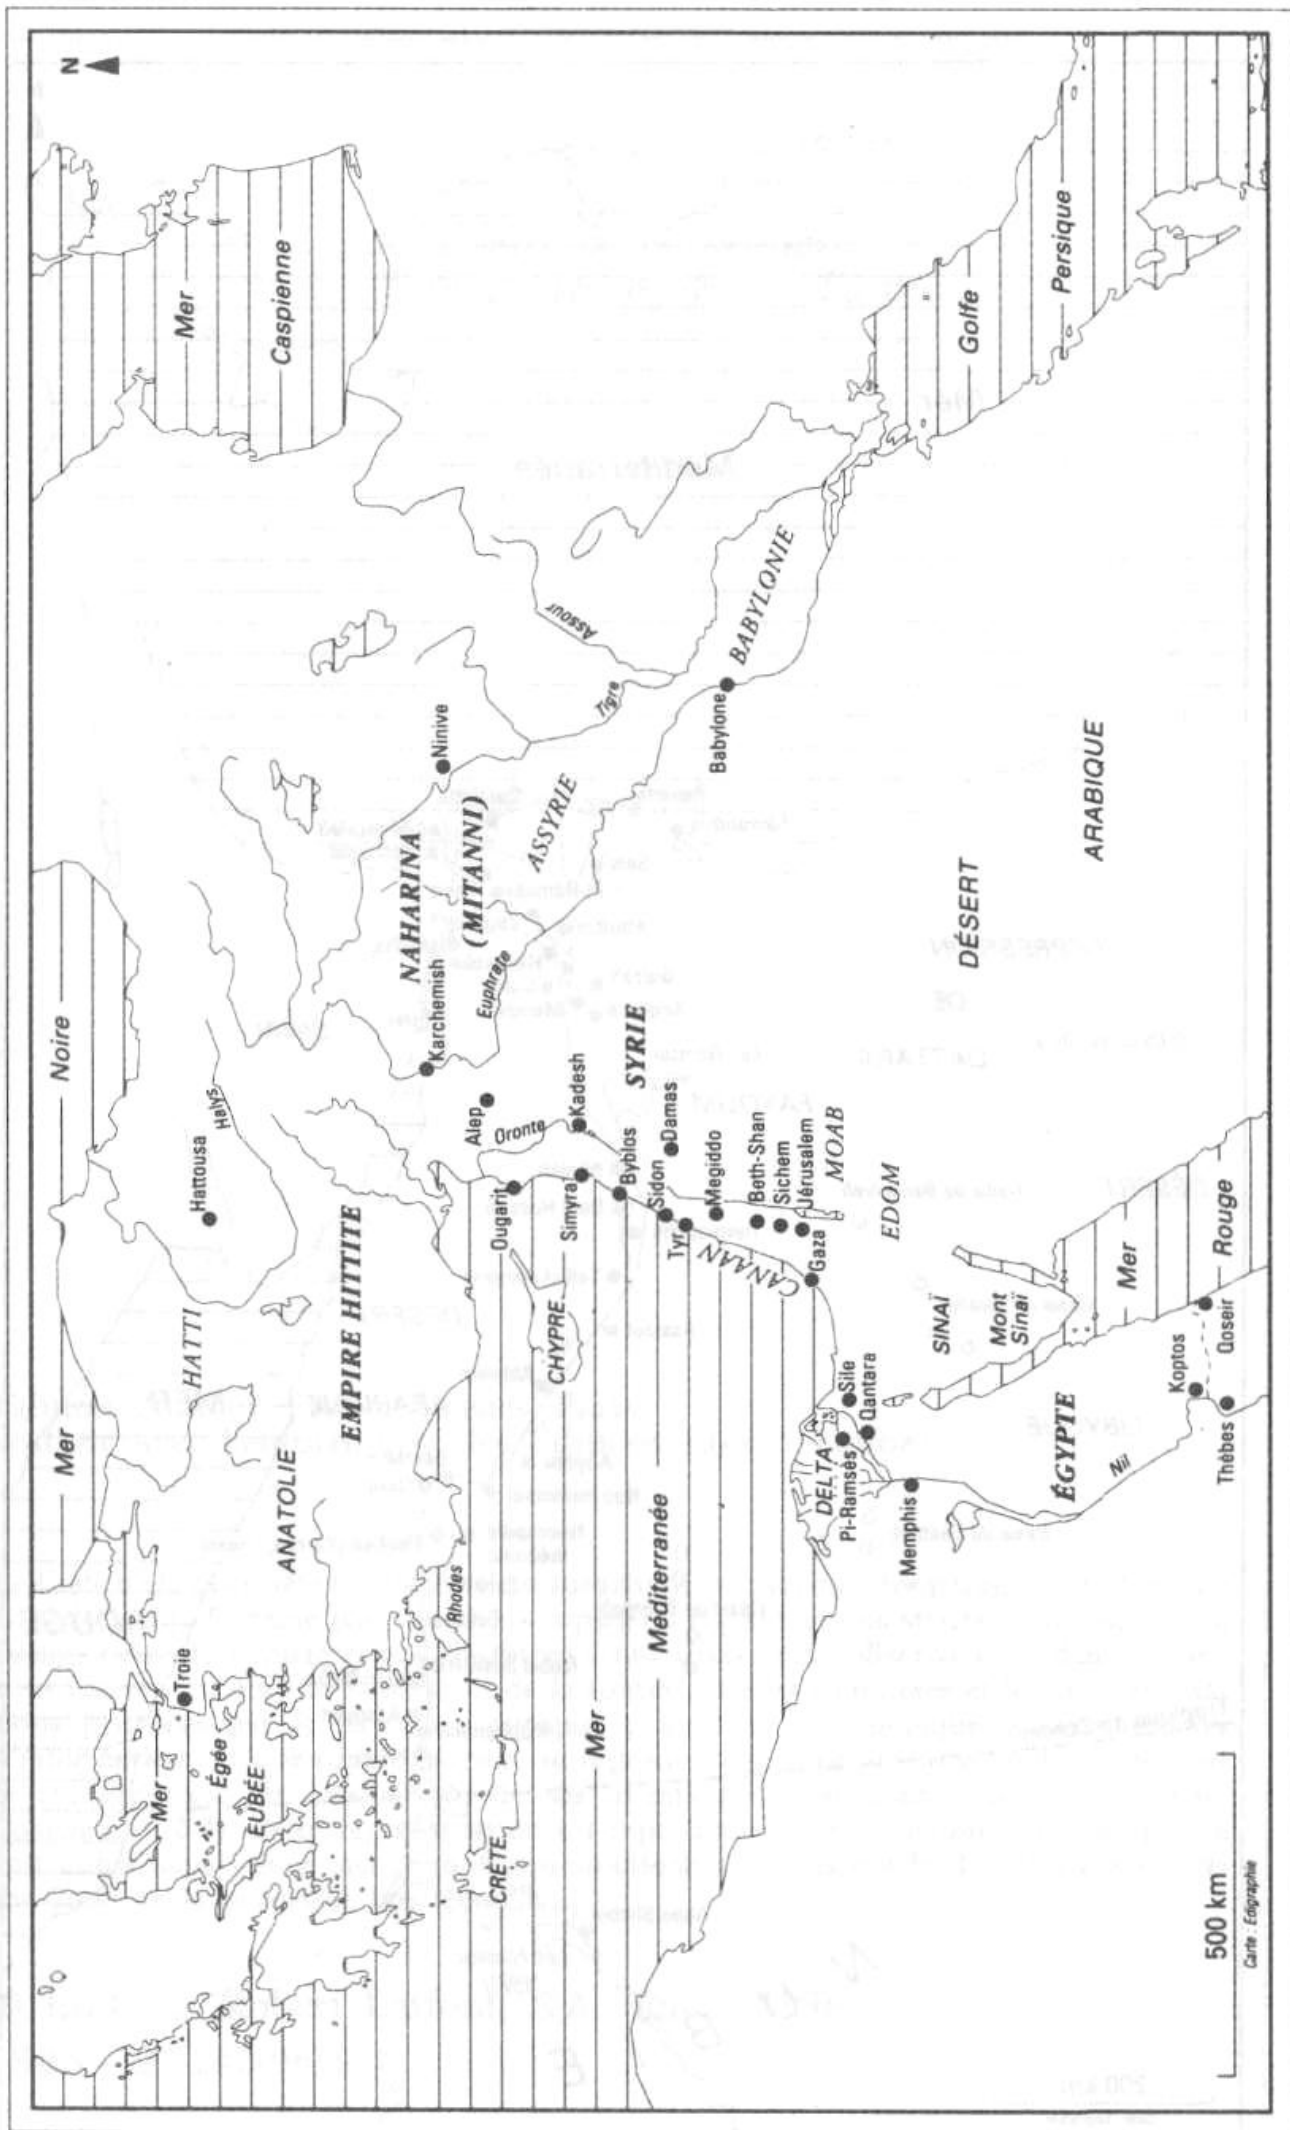 N
Mer
Noire
Mer
Caspienne
Troie
Hattousa
Halys
Mer
Égée
EUBÉE
HATTI
ANATOLIE
EMPIRE HITTITE
NAHARINA
(MITANNI)
Ninive
Karchemish
Rhodes
Alep
Euphrate
ASSYRIE
Assour
Tigre
CRÈTE
CHYPRE
Ougarit
Oronte
Simyra
Kadesh
SYRIE
Byblos
Mer
Méditerranée
Sidon
Damas
Tyr
Megiddo
CANAAN
Beth-Shan
Sichem
Jérusalem
Gaza
MOAB
EDOM
Babylone
BABYLONIE
Golfe
Persique
DÉSERT
ARABIQUE
DELTA
Sile
Qantara
Pi-Ramsès
Memphis
SINAÏ
Mont
Sinaï
ÉGYPTE
Nil
Mer
Rouge
Koptos
Qoseir
Thèbes
500 km
Carte : Édigraphie